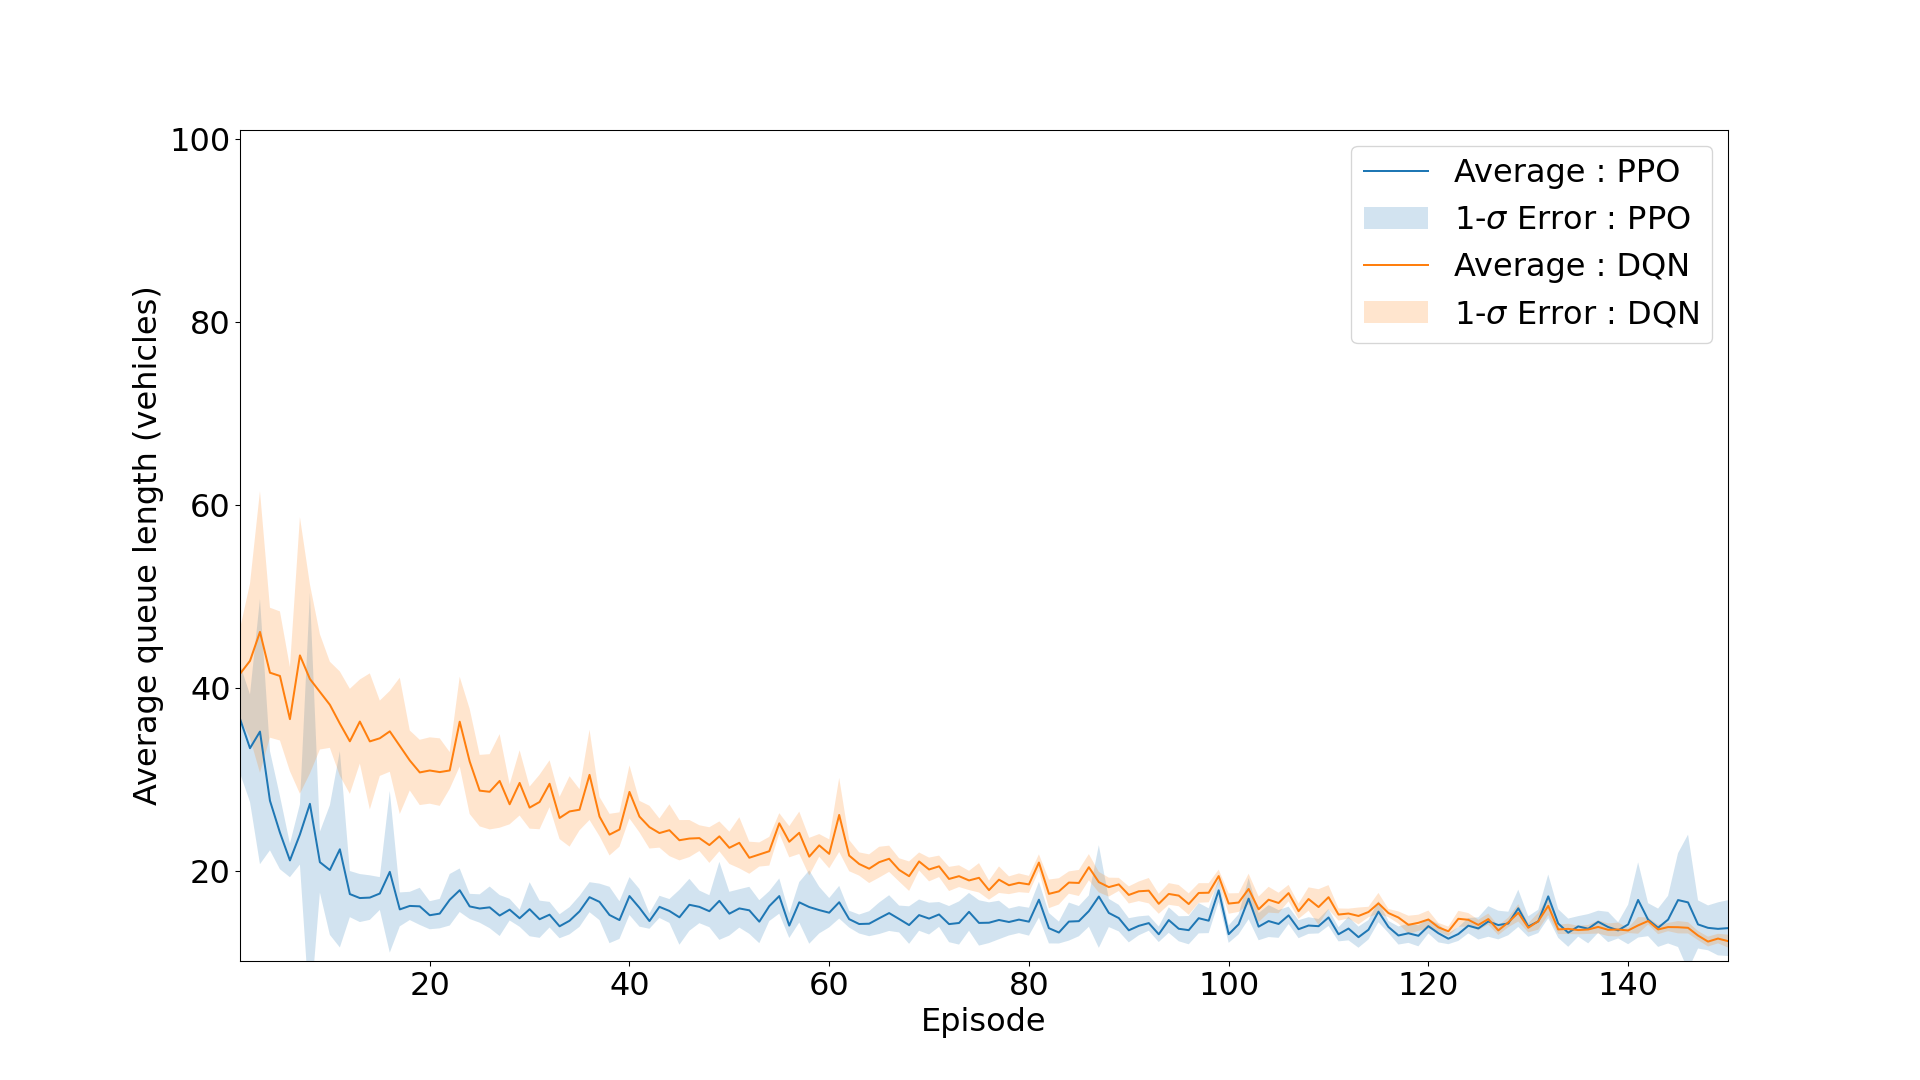 100
80
60
40
20
Average queue length (vehicles)
20 40 60 80 100 120 140
Episode
Average : PPO
1-σ Error : PPO
Average : DQN
1-σ Error : DQN